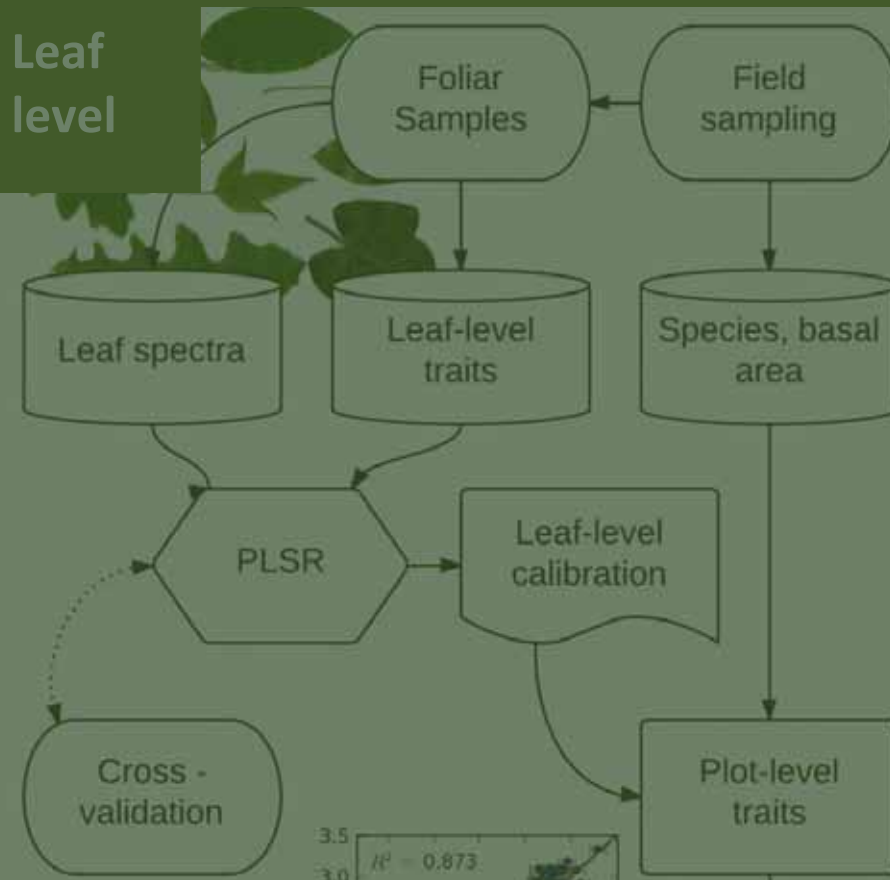 Leaf
level
Foliar
Samples
Field
sampling
Leaf spectra
Leaf-level
traits
Species, basal
area
PLSR
Leaf-level
calibration
Cross -
validation
Plot-level
traits
3.5
R² = 0.873
3.0